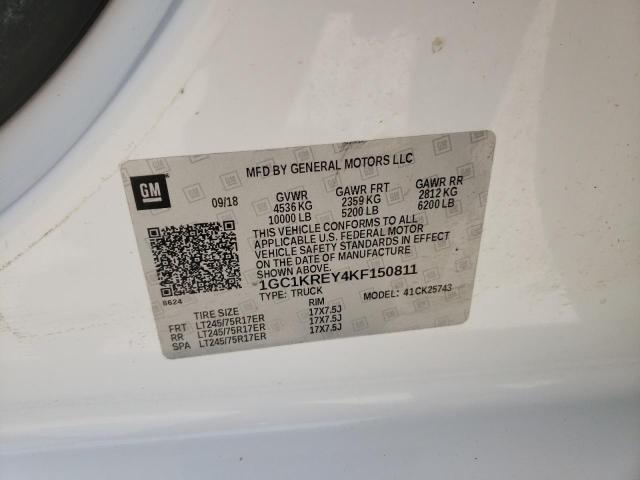 MFD BY GENERAL MOTORS LLC
GM
09/18 GVWR GAWR FRT GAWR RR
4536 KG 2359 KG 2812 KG
10000 LB 5200 LB 6200 LB
THIS VEHICLE CONFORMS TO ALL
APPLICABLE U.S. FEDERAL MOTOR
VEHICLE SAFETY STANDARDS IN EFFECT
ON THE DATE OF MANUFACTURE
SHOWN ABOVE.
8624
1GC1KREY4KF150811
TYPE: TRUCK MODEL: 41CK25743
TIRE SIZE RIM
FRT LT245/75R17ER 17X7.5J
RR LT245/75R17ER 17X7.5J
SPA LT245/75R17ER 17X7.5J